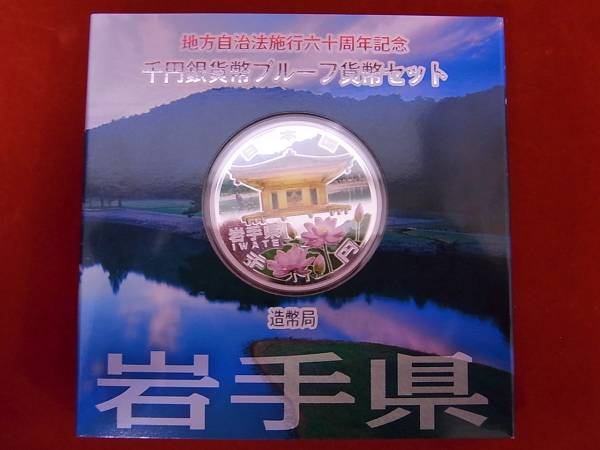 地方自治法施行六十周年記念
千円銀貨幣プルーフ貨幣セット
日本国
岩手県
IWATE
千円
造幣局
岩手県